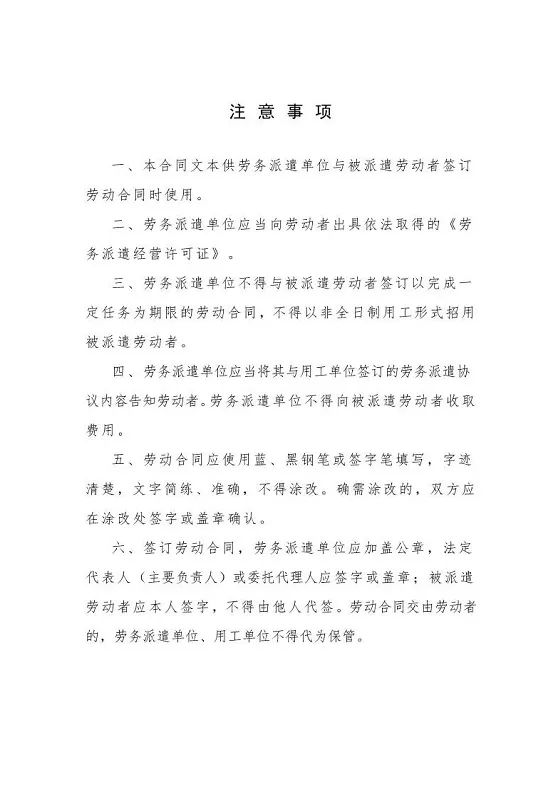 注意事项
一、本合同文本供劳务派遣单位与被派遣劳动者签订
劳动合同时使用。
二、劳务派遣单位应当向劳动者出具依法取得的《劳
务派遣经营许可证》。
三、劳务派遣单位不得与被派遣劳动者签订以完成一
定任务为期限的劳动合同，不得以非全日制用工形式招用
被派遣劳动者。
四、劳务派遣单位应当将其与用工单位签订的劳务派遣协
议内容告知劳动者。劳务派遣单位不得向被派遣劳动者收取
费用。
五、劳动合同应使用蓝、黑钢笔或签字笔填写，字迹
清楚，文字简练、准确，不得涂改。确需涂改的，双方应
在涂改处签字或盖章确认。
六、签订劳动合同，劳务派遣单位应加盖公章，法定
代表人（主要负责人）或委托代理人应签字或盖章；被派遣
劳动者应本人签字，不得由他人代签。劳动合同交由劳动者
的，劳务派遣单位、用工单位不得代为保管。